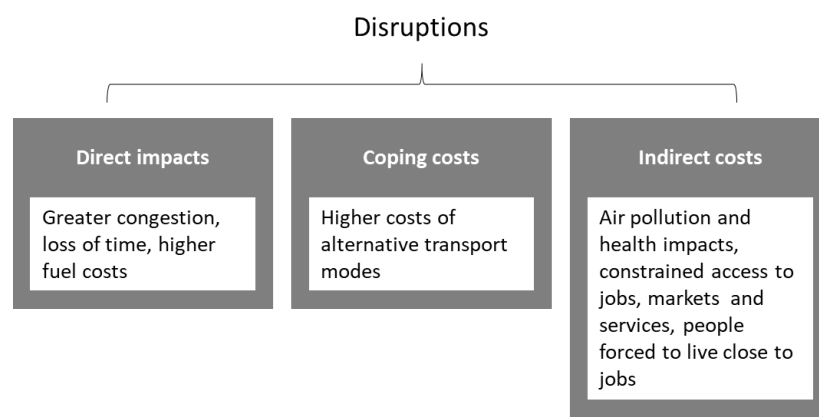 Disruptions
Direct impacts
Greater congestion,
loss of time, higher
fuel costs
Coping costs
Higher costs of
alternative transport
modes
Indirect costs
Air pollution and
health impacts,
constrained access to
jobs, markets and
services, people
forced to live close to
jobs